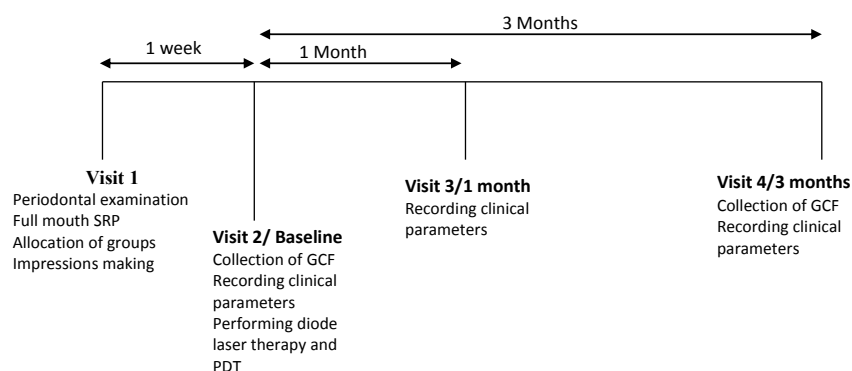 3 Months
1 week
1 Month
Visit 1
Periodontal examination
Full mouth SRP
Allocation of groups
Impressions making
Visit 2/ Baseline
Collection of GCF
Recording clinical
parameters
Performing diode
laser therapy and
PDT
Visit 3/1 month
Recording clinical
parameters
Visit 4/3 months
Collection of GCF
Recording clinical
parameters